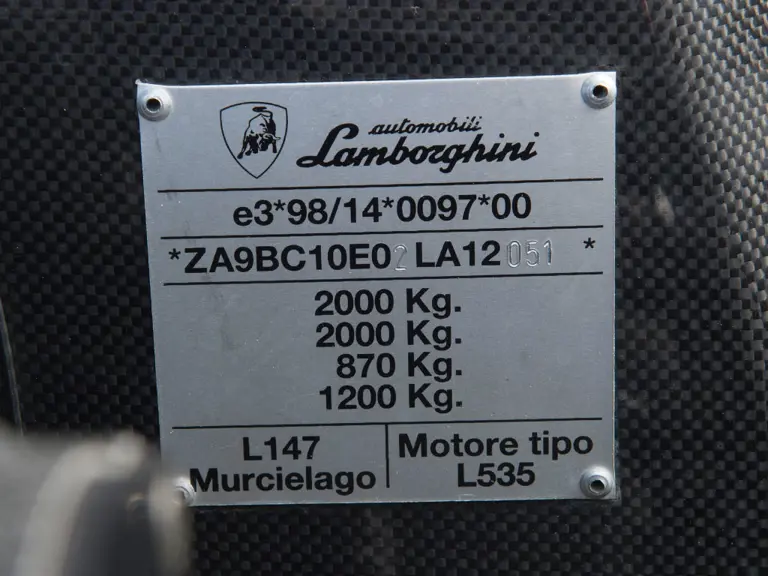 automobili
Lamborghini
e3*98/14*0097*00
*ZA9BC10E02LA12051 *
2000 Kg.
2000 Kg.
870 Kg.
1200 Kg.
L147
Murcielago
Motore tipo
L535